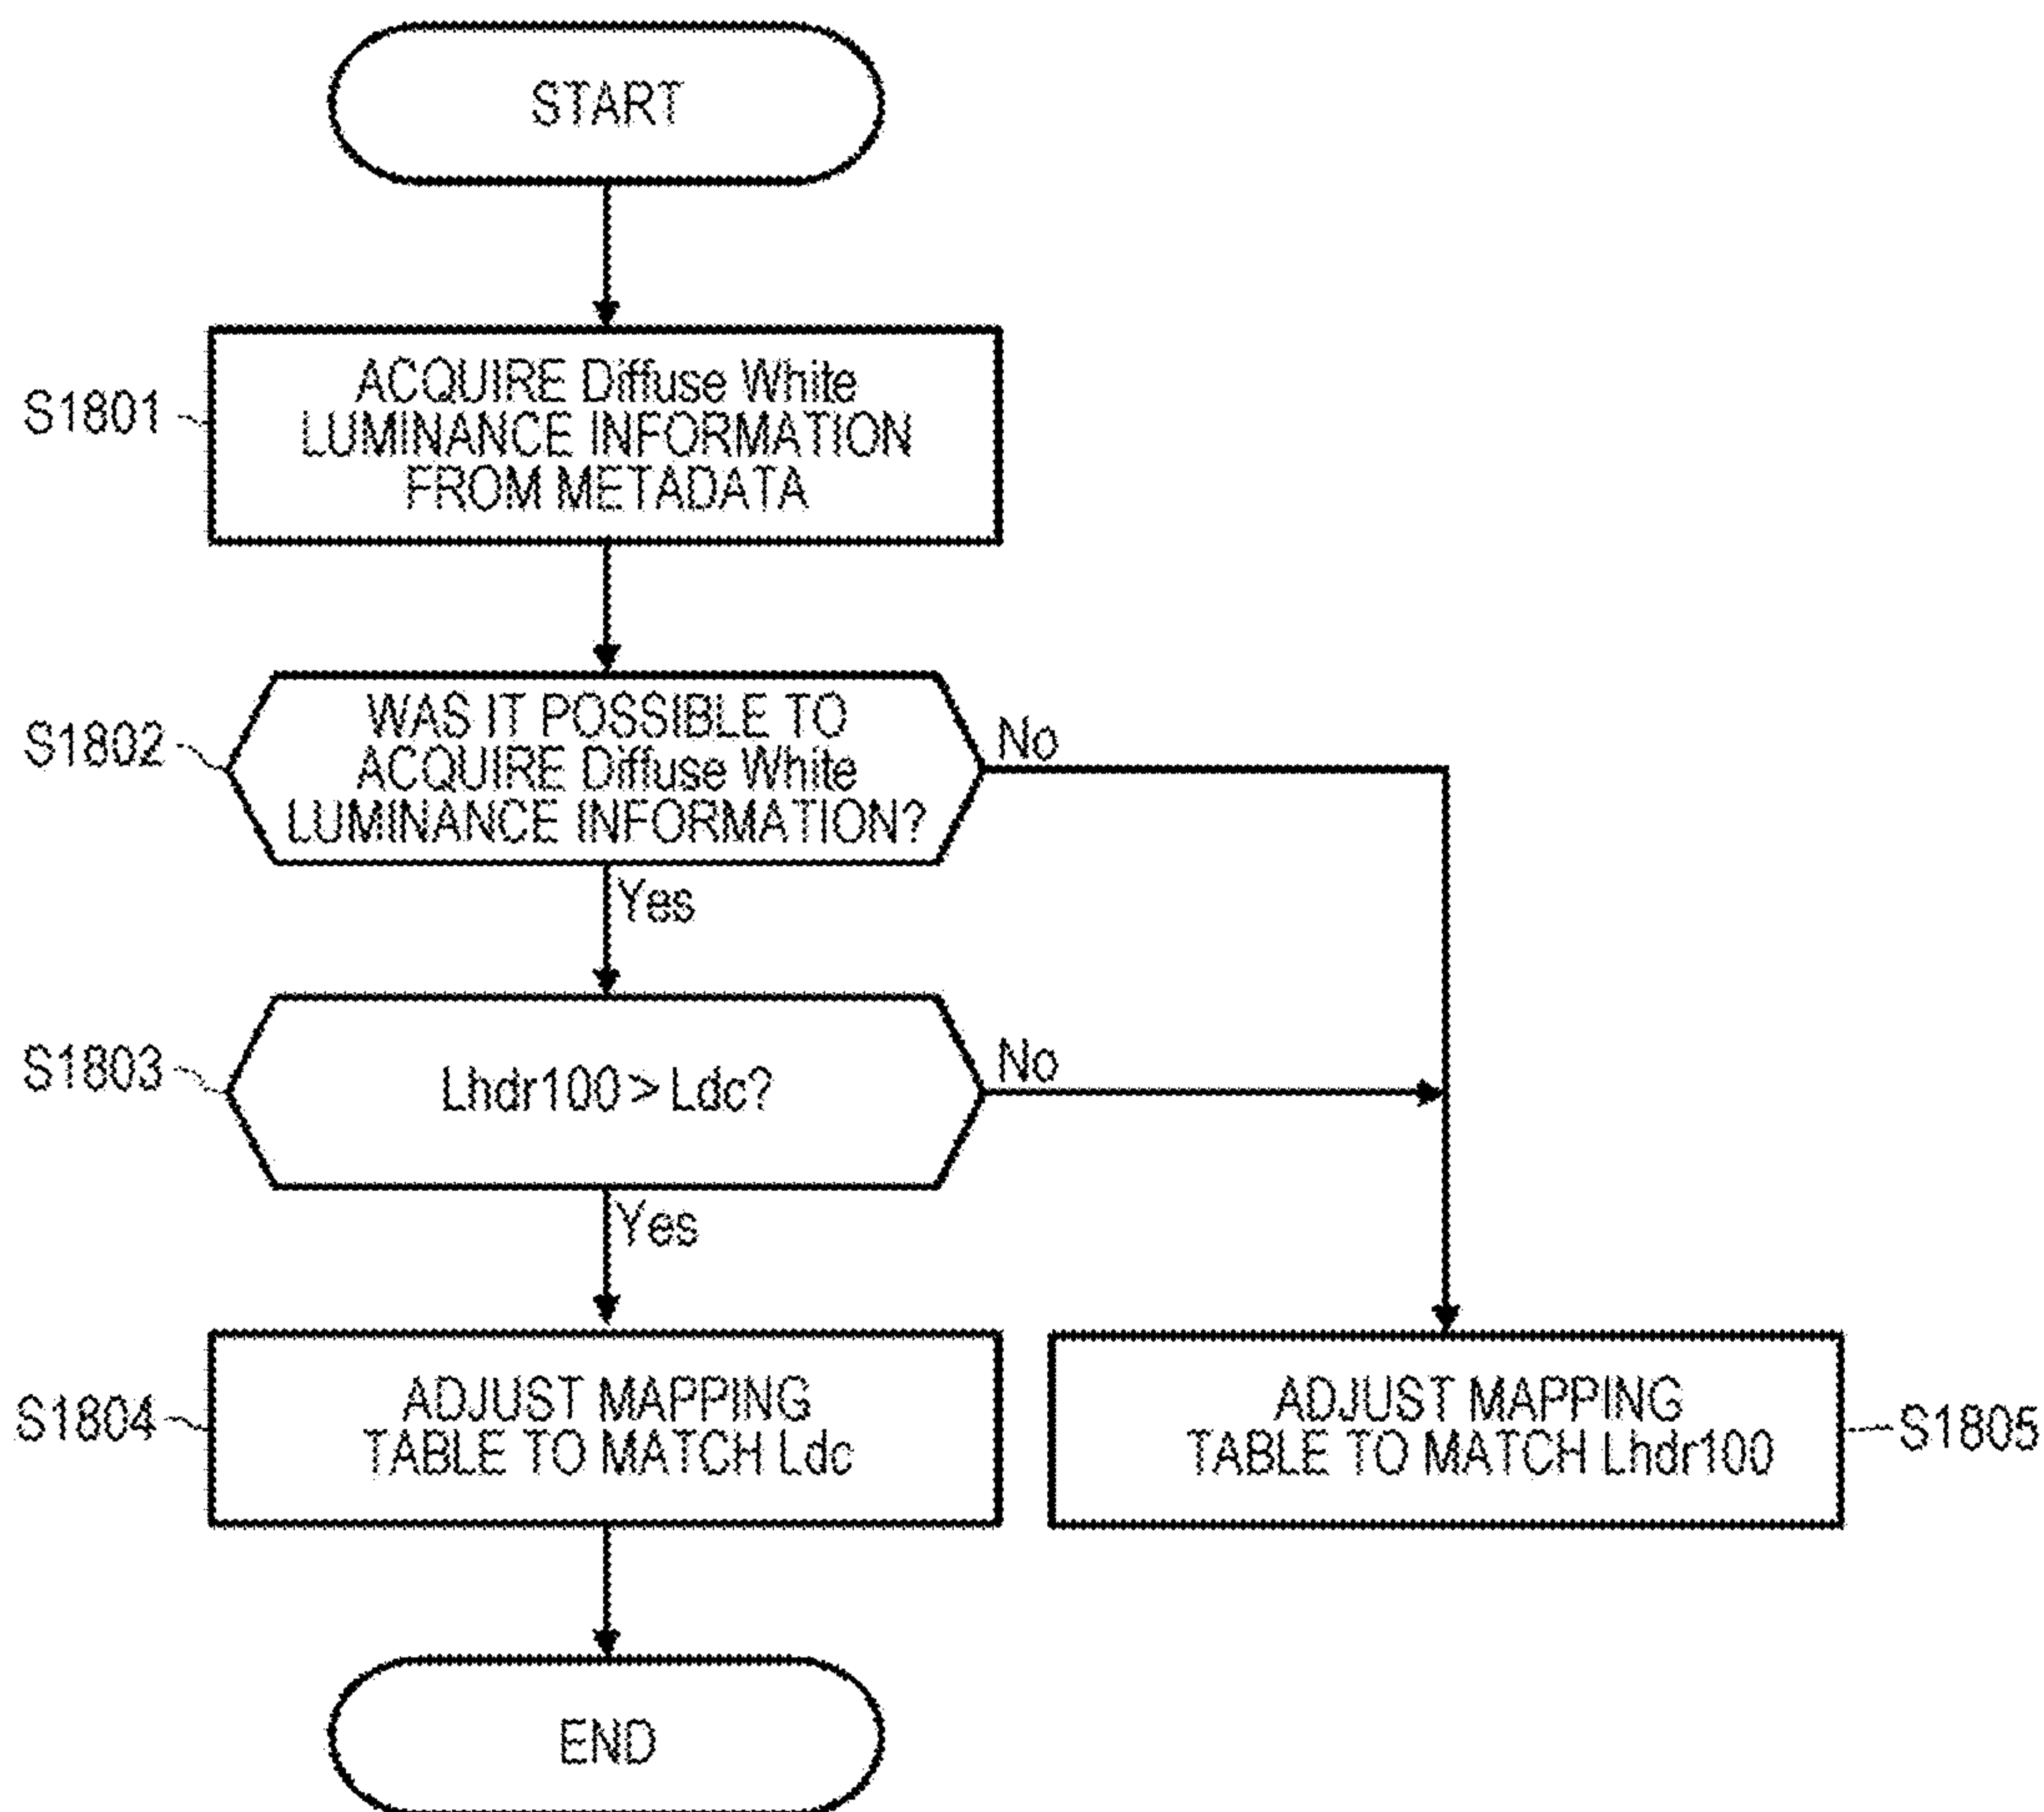 START
S1801
ACQUIRE Diffuse White
LUMINANCE INFORMATION
FROM METADATA
S1802
WAS IT POSSIBLE TO
ACQUIRE Diffuse White
LUMINANCE INFORMATION?
No
Yes
S1803
Lhdr100 > Ldc?
No
Yes
S1804
ADJUST MAPPING
TABLE TO MATCH Ldc
ADJUST MAPPING
TABLE TO MATCH Lhdr100
S1805
END